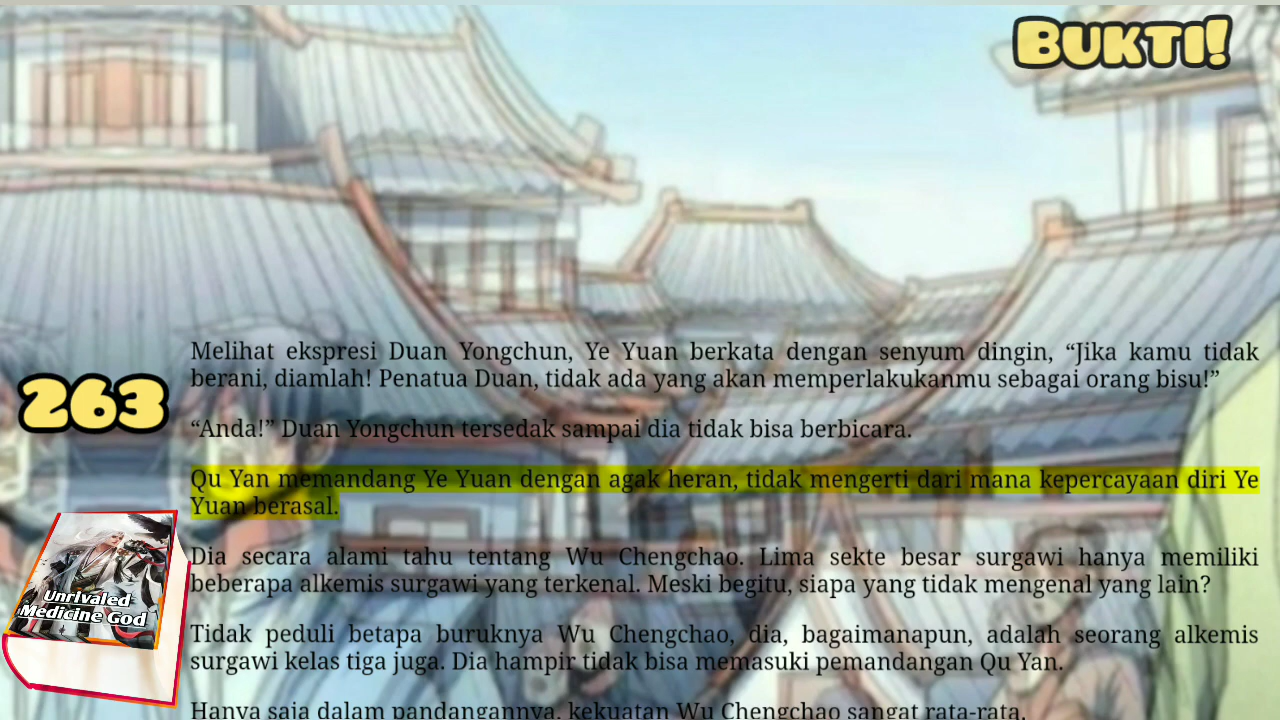 BUKTI!
Melihat ekspresi Duan Yongchun, Ye Yuan berkata dengan senyum dingin, “Jika kamu tidak
berani, diamlah! Penatua Duan, tidak ada yang akan memperlakukanmu sebagai orang bisu!”
“Anda!” Duan Yongchun tersedak sampai dia tidak bisa berbicara.
263
Qu Yan memandang Ye Yuan dengan agak heran, tidak mengerti dari mana kepercayaan diri Ye
Yuan berasal.
Dia secara alami tahu tentang Wu Chengchao. Lima sekte besar surgawi hanya memiliki
beberapa alkemis surgawi yang terkenal. Meski begitu, siapa yang tidak mengenal yang lain?
Unrivaled
Medicine God
Tidak peduli betapa buruknya Wu Chengchao, dia, bagaimanapun, adalah seorang alkemis
surgawi kelas tiga juga. Dia hampir tidak bisa memasuki pemandangan Qu Yan.
Hanya saja dalam pandangannya, kekuatan Wu Chengchao sangat rata-rata.